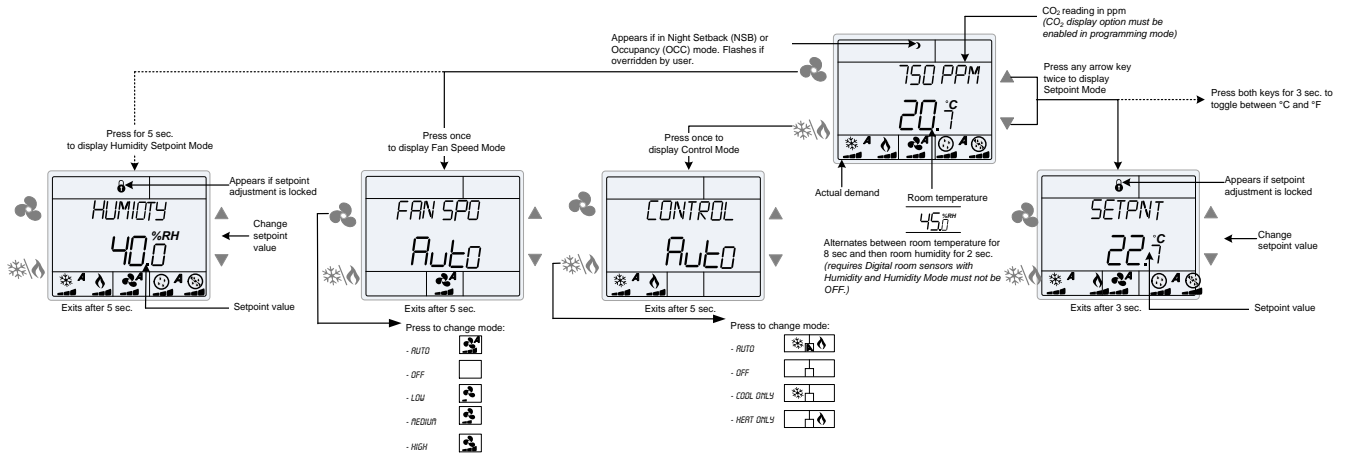 CO₂ reading in ppm
(CO₂ display option must be
enabled in programming mode)
Appears if in Night Setback (NSB) or
Occupancy (OCC) mode. Flashes if
overridden by user.
750 PPM
20.1 °C
A
A
A
Press any arrow key
twice to display
Setpoint Mode
Press both keys for 3 sec. to
toggle between °C and °F
Actual demand
Room temperature
45.0 %RH
Alternates between room temperature for
8 sec and then room humidity for 2 sec.
(requires Digital room sensors with
Humidity and Humidity Mode must not be
OFF.)
Press for 5 sec.
to display Humidity Setpoint Mode
Appears if setpoint
adjustment is locked
HUMIDTY
40.0 %RH
A
A
Change
setpoint
value
Exits after 5 sec.
Setpoint value
Press once
to display Fan Speed Mode
FAN SPD
Auto
A
Exits after 5 sec.
Press to change mode:
- AUTO
A
- OFF
- LOW
- MEDIUM
- HIGH
Press once to
display Control Mode
CONTROL
Auto
Exits after 5 sec.
Press to change mode:
- AUTO
A
- OFF
- COOL ONLY
- HEAT ONLY
Appears if setpoint
adjustment is locked
SETPNT
22.1 °C
A
A
A
Change
setpoint value
Exits after 3 sec.
Setpoint value